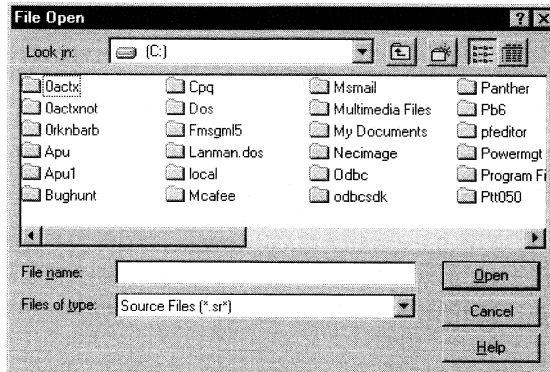 File Open
Look in: (C:)
0actx Cpq Msmail Panther
0actxnot Dos Multimedia Files Pb6
0rknbarb Fmsgml5 My Documents pfeditor
Apu Lanman.dos Necimage Powermgt
Apu1 local Odbc Program Fi
Bughunt Mcafee odbcsdk Ptt050
File name: Open
Files of type: Source Files (*.sr*) Cancel
Help